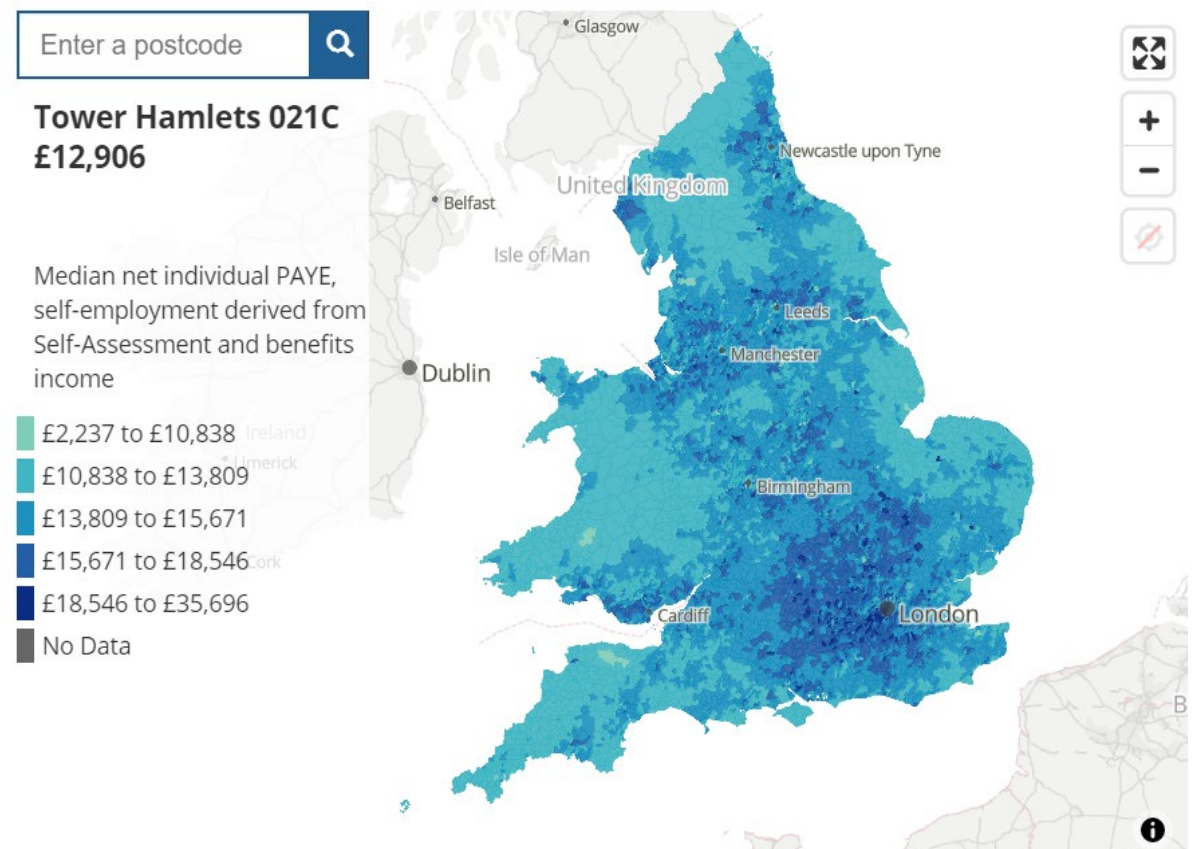 Enter a postcode
Tower Hamlets 021C
£12,906
Median net individual PAYE,
self-employment derived from
Self-Assessment and benefits
income
£2,237 to £10,838
£10,838 to £13,809
£13,809 to £15,671
£15,671 to £18,546
£18,546 to £35,696
No Data
Glasgow
Newcastle upon Tyne
United Kingdom
Belfast
Isle of Man
Leeds
Manchester
Dublin
Ireland
Limerick
Birmingham
Cork
Cardiff
London
B